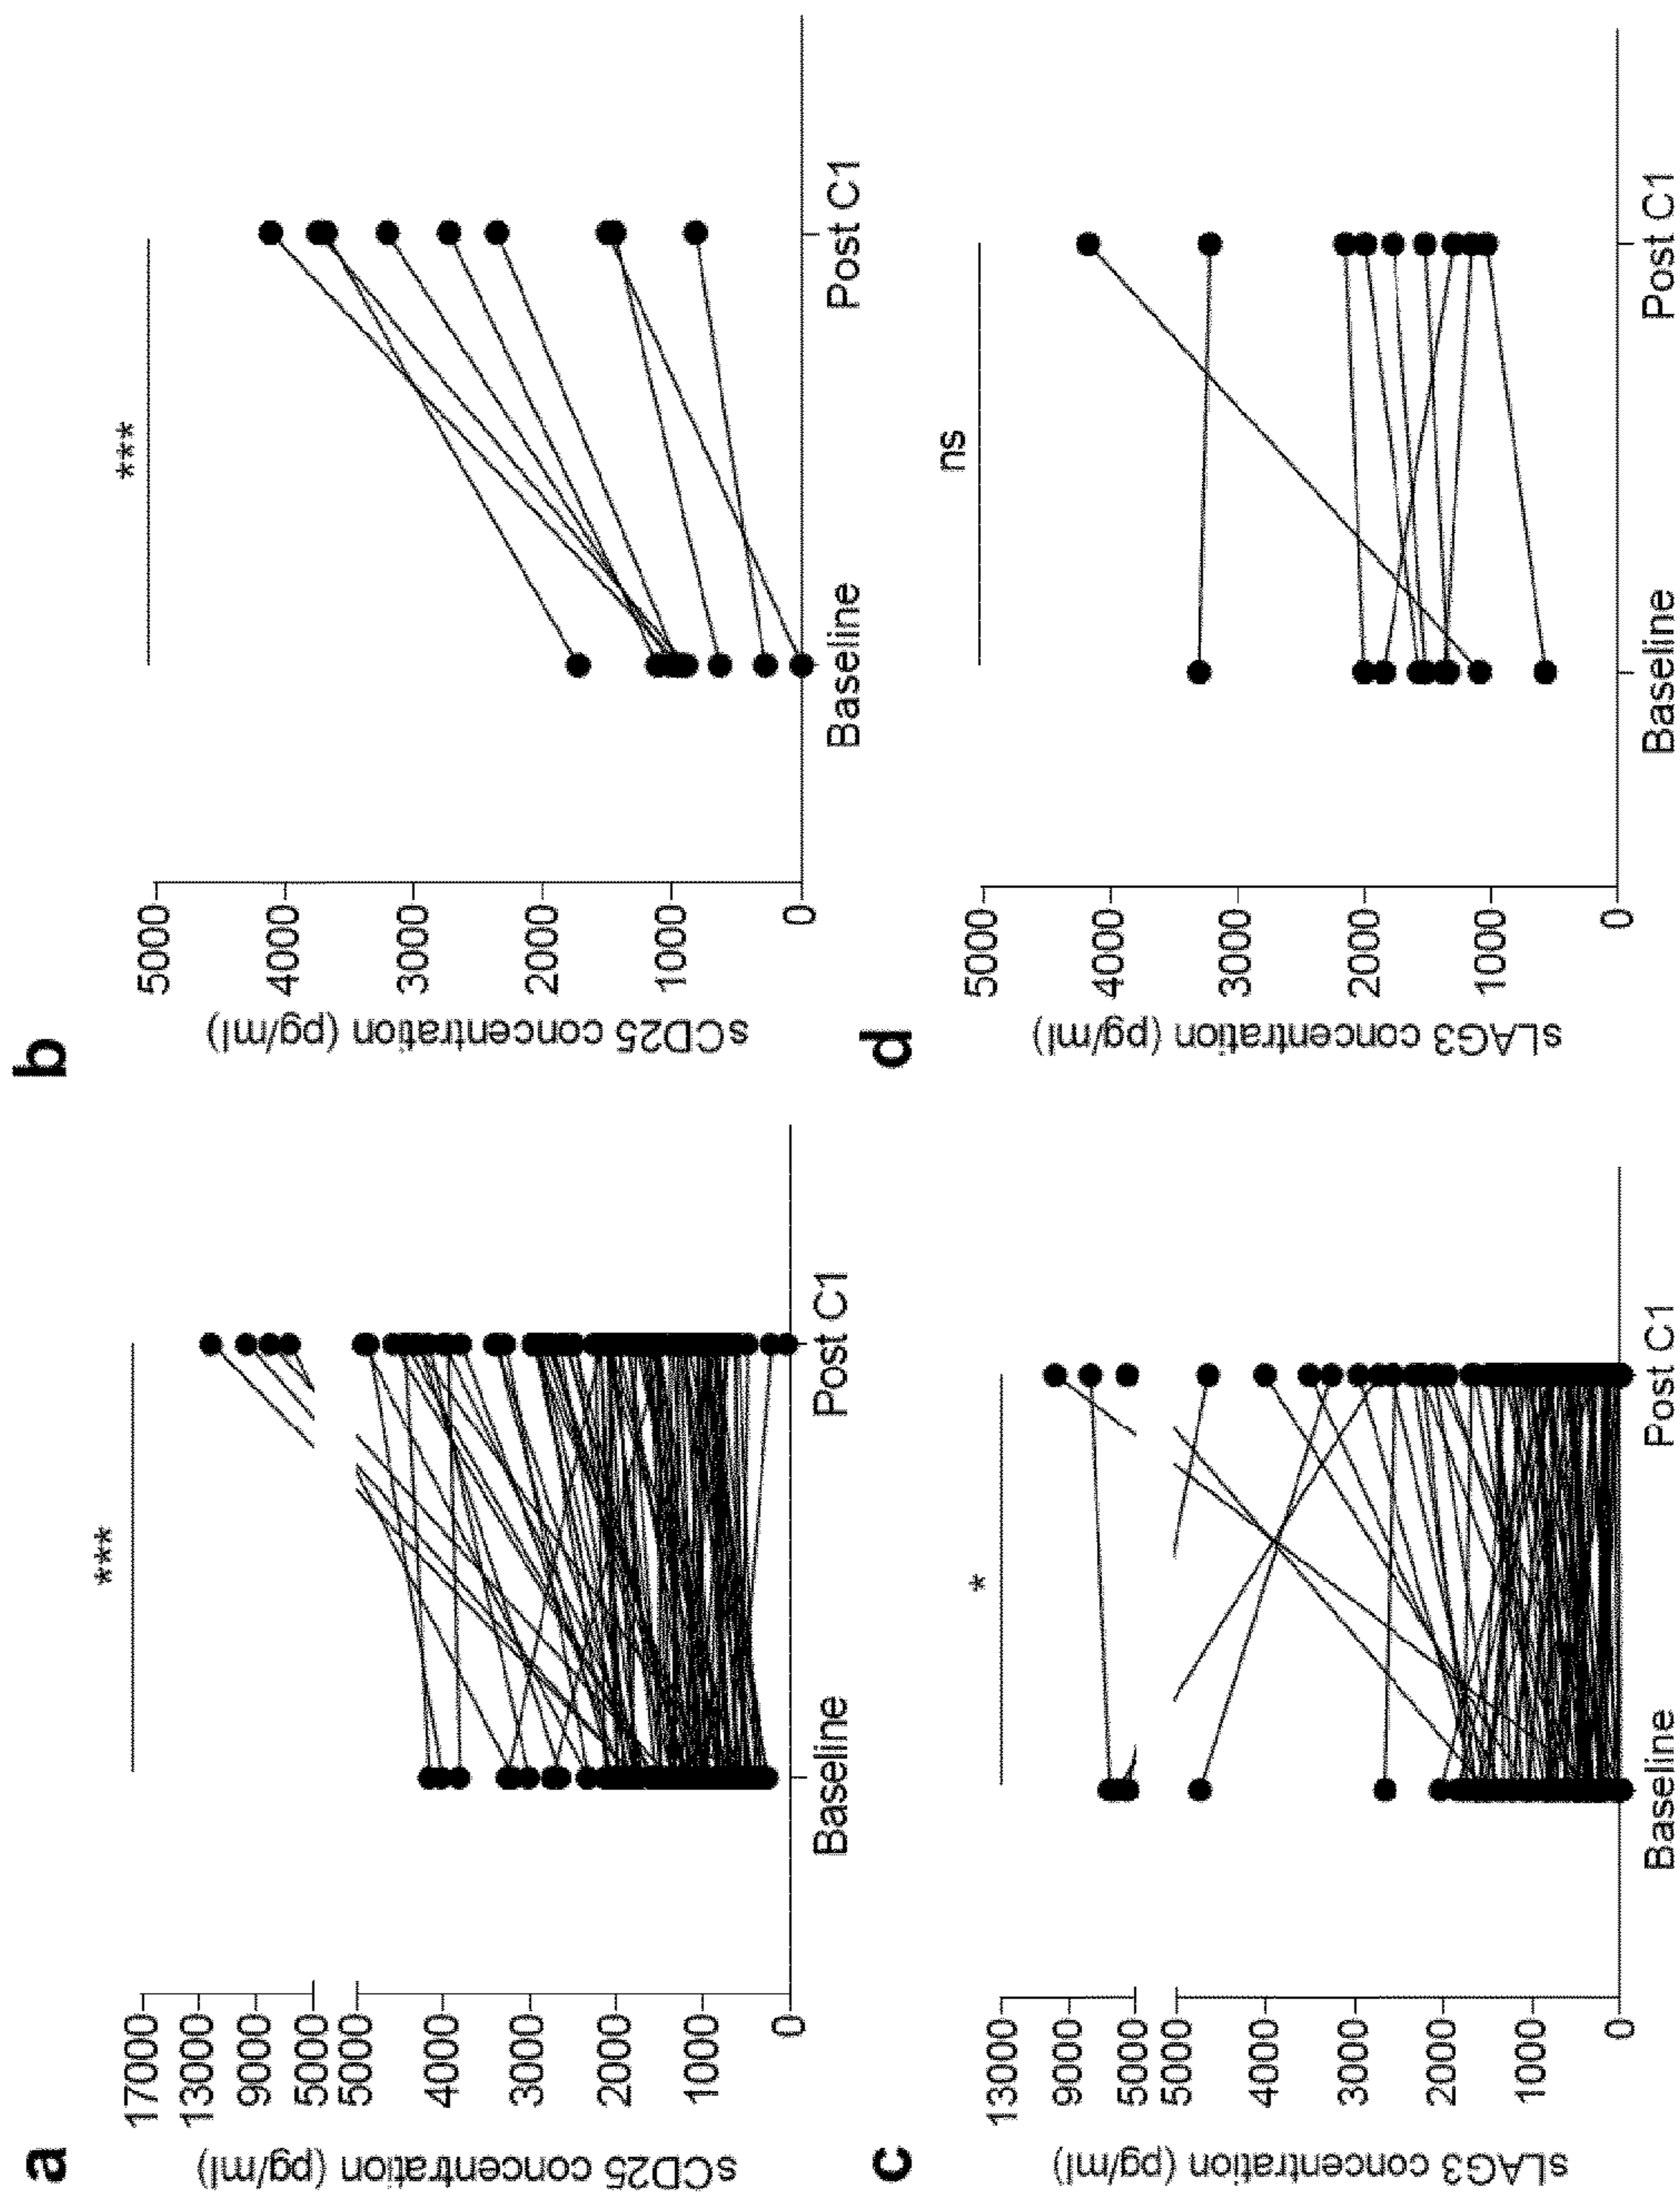 a
***
sCD25 concentration (pg/ml)
17000
13000
9000
5000
5000
4000
3000
2000
1000
0
Baseline
Post C1
b
***
sCD25 concentration (pg/ml)
5000
4000
3000
2000
1000
0
Baseline
Post C1
c
*
sLAG3 concentration (pg/ml)
13000
9000
5000
5000
4000
3000
2000
1000
0
Baseline
Post C1
d
ns
sLAG3 concentration (pg/ml)
5000
4000
3000
2000
1000
0
Baseline
Post C1